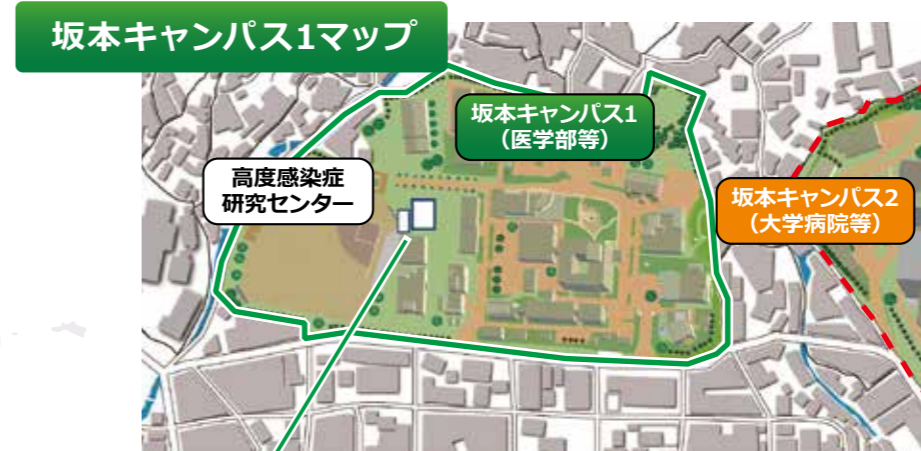 坂本キャンパス1マップ
坂本キャンパス1
（医学部等）
高度感染症
研究センター
坂本キャンパス2
（大学病院等）